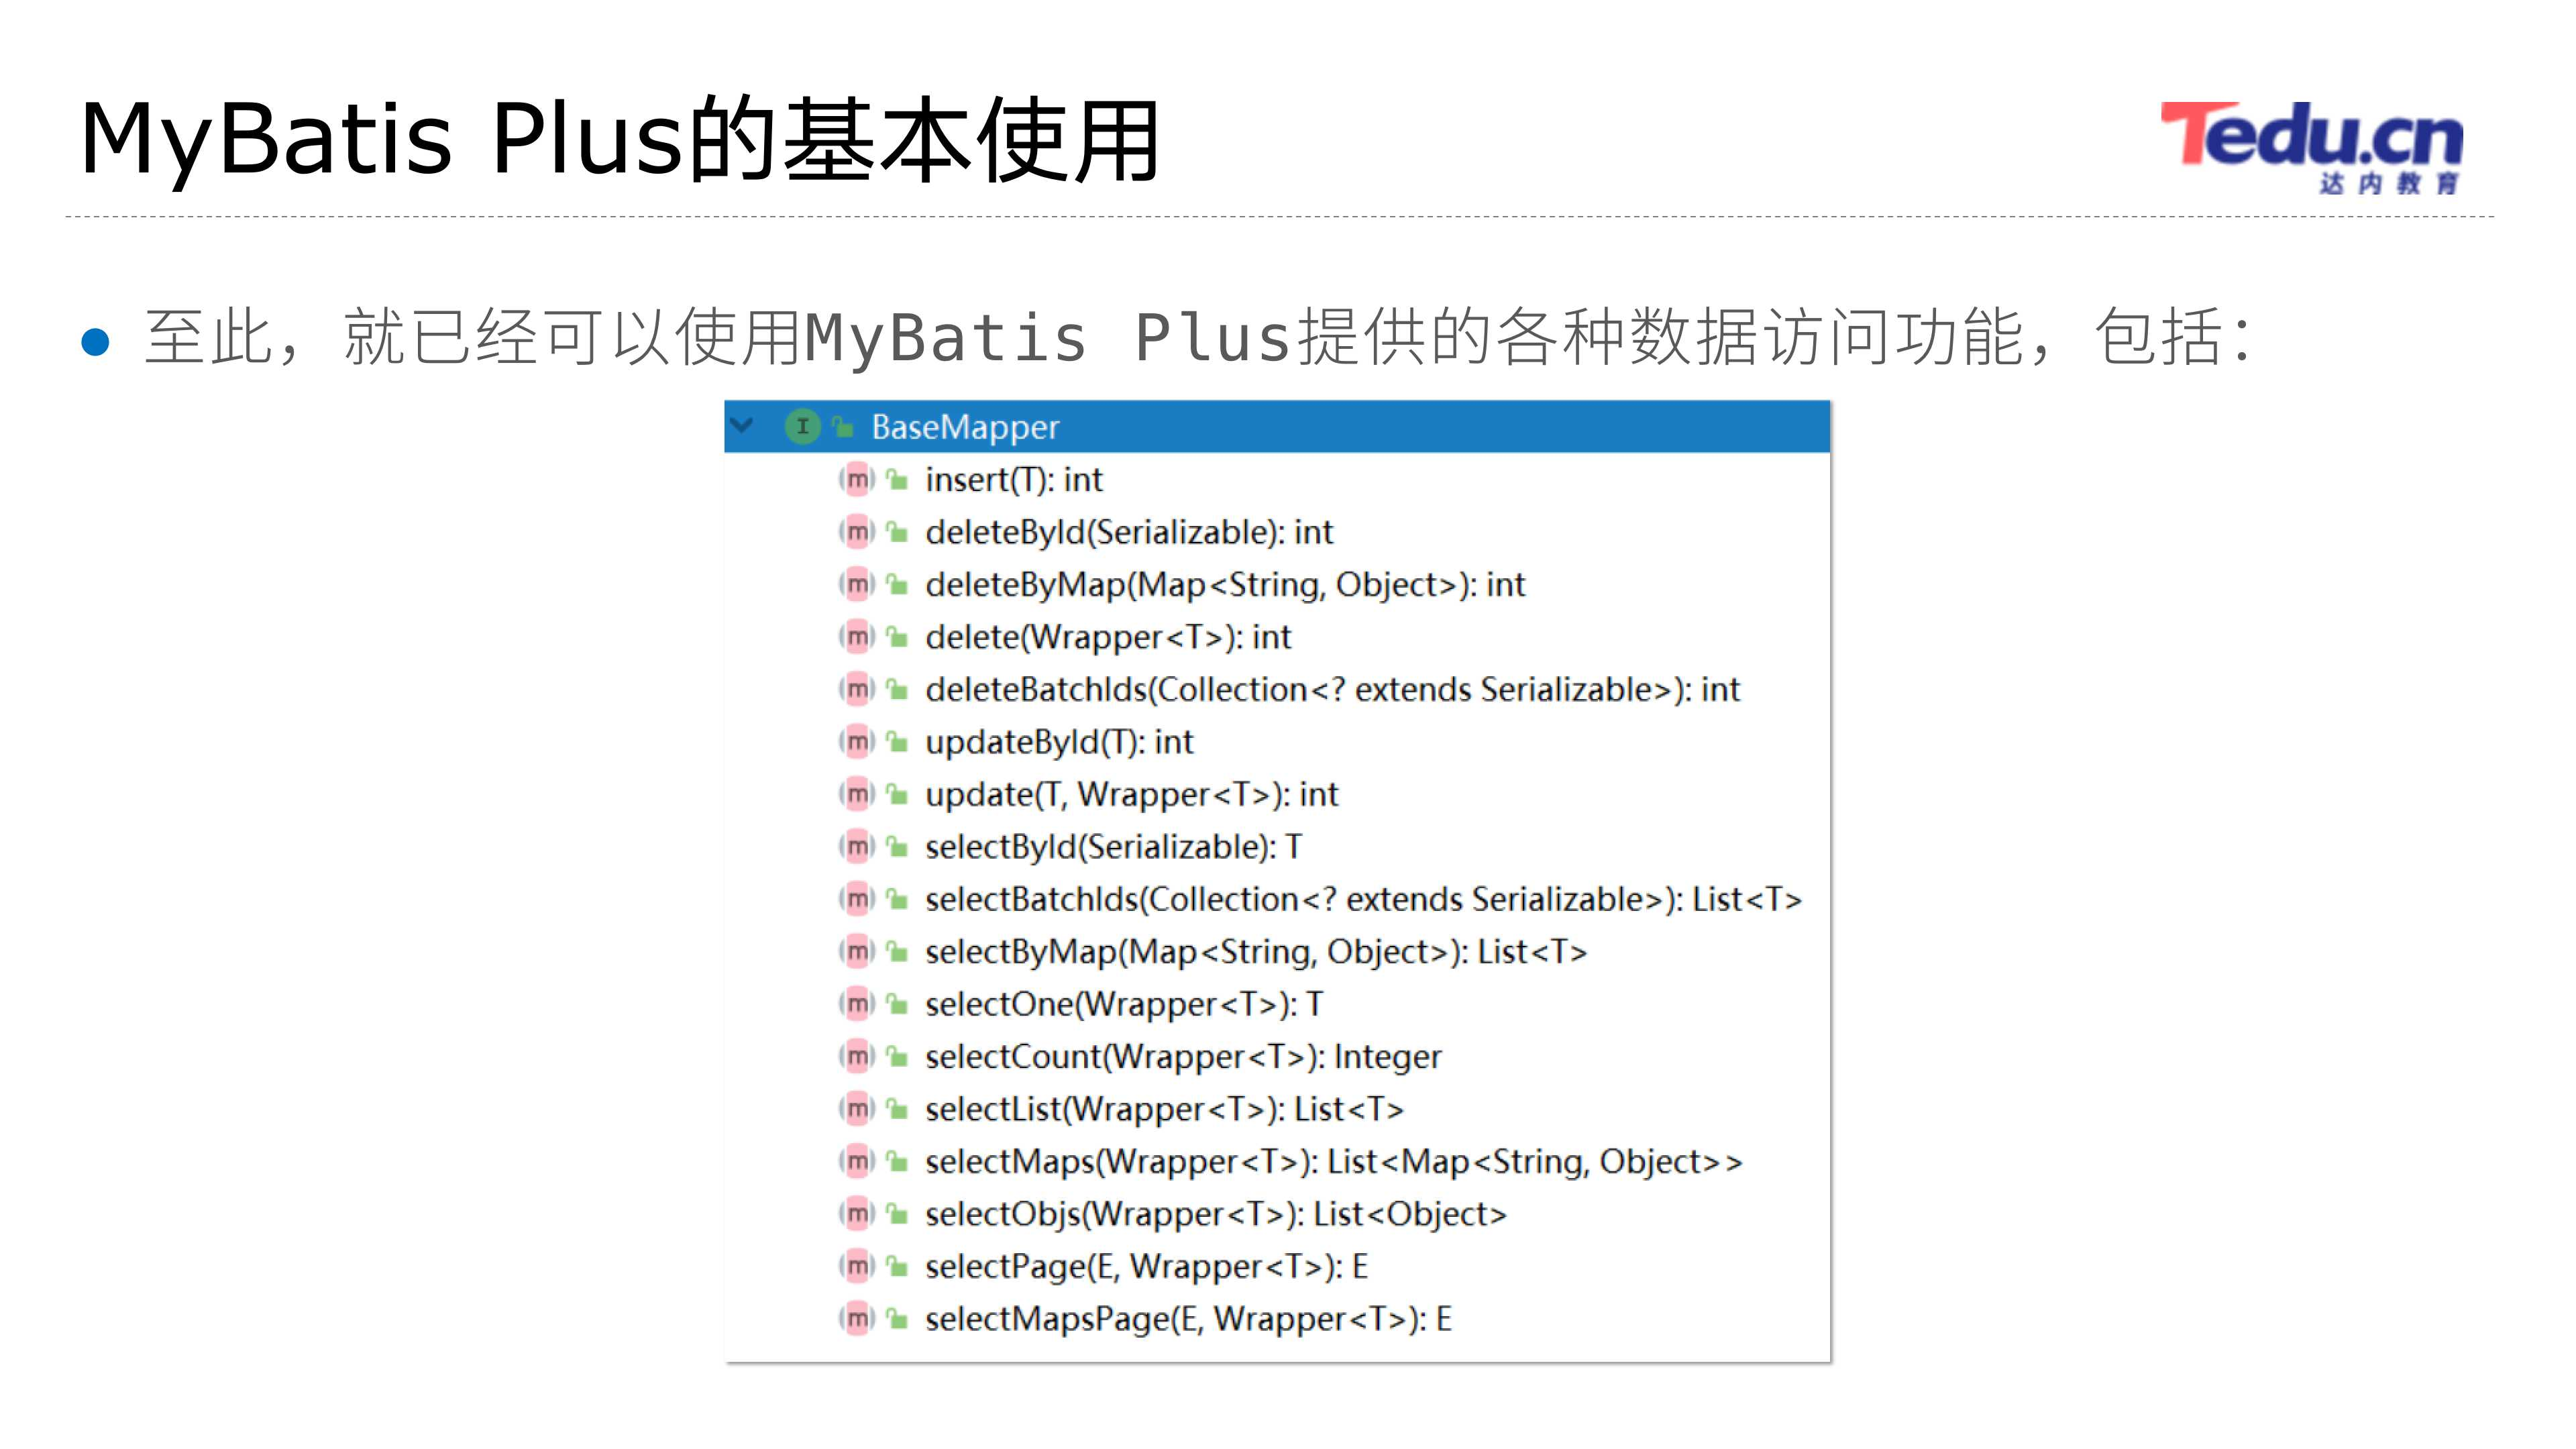 MyBatis Plus的基本使用
Tedu.cn
达内教育
至此，就已经可以使用MyBatis Plus提供的各种数据访问功能，包括：
BaseMapper
insert(T): int
deleteById(Serializable): int
deleteByMap(Map<String, Object>): int
delete(Wrapper<T>): int
deleteBatchIds(Collection<? extends Serializable>): int
updateById(T): int
update(T, Wrapper<T>): int
selectById(Serializable): T
selectBatchIds(Collection<? extends Serializable>): List<T>
selectByMap(Map<String, Object>): List<T>
selectOne(Wrapper<T>): T
selectCount(Wrapper<T>): Integer
selectList(Wrapper<T>): List<T>
selectMaps(Wrapper<T>): List<Map<String, Object>>
selectObjs(Wrapper<T>): List<Object>
selectPage(E, Wrapper<T>): E
selectMapsPage(E, Wrapper<T>): E